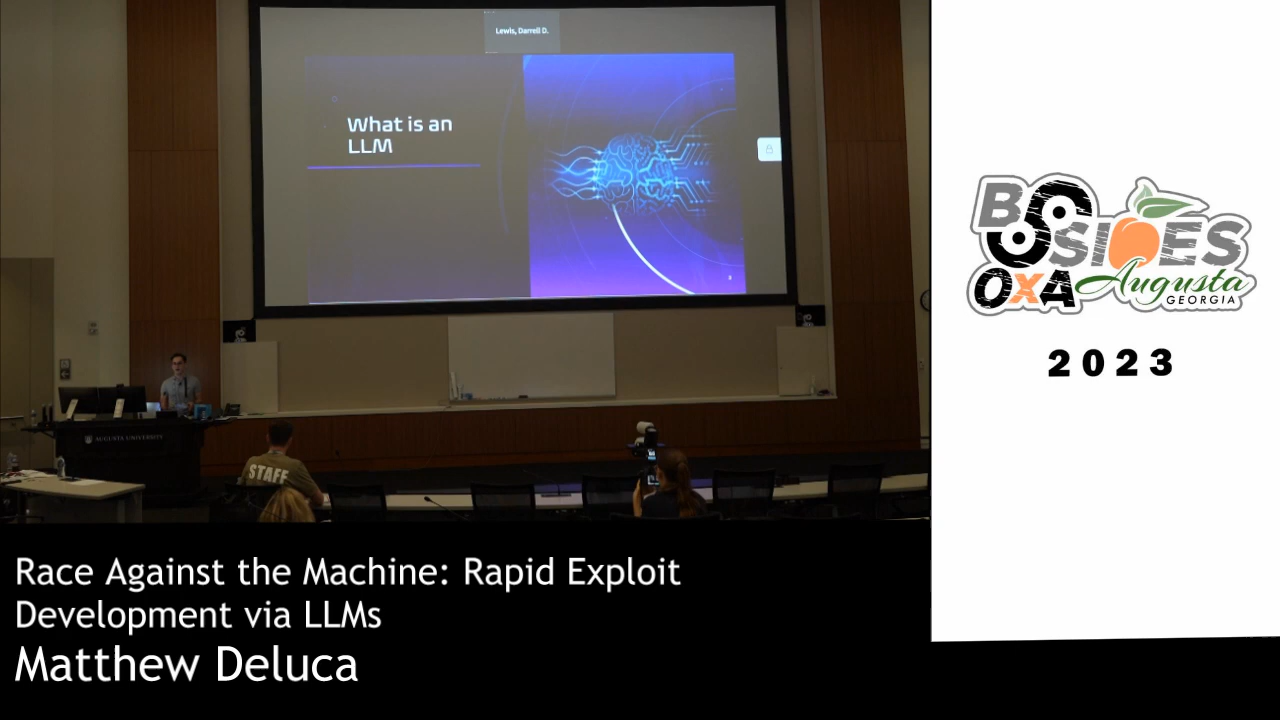 Lewis, Darrell D.
What is an
LLM
AUGUSTA UNIVERSITY
STAFF
BSIDES
OxA
Augusta
GEORGIA
2023
Race Against the Machine: Rapid Exploit
Development via LLMs
Matthew Deluca